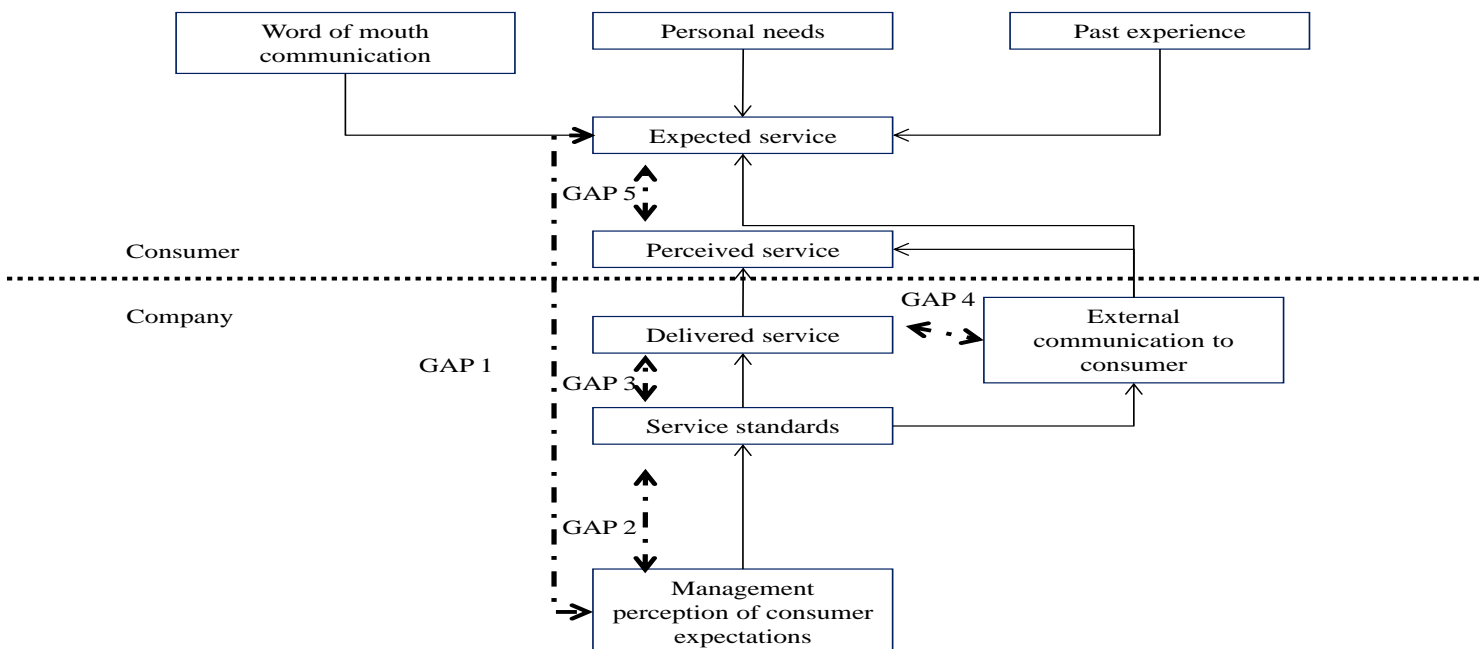 Word of mouth
communication
Personal needs
Past experience
Expected service
GAP 5
Consumer
Perceived service
Company
GAP 4
Delivered service
External
communication to
consumer
GAP 1
GAP 3
Service standards
GAP 2
Management
perception of consumer
expectations